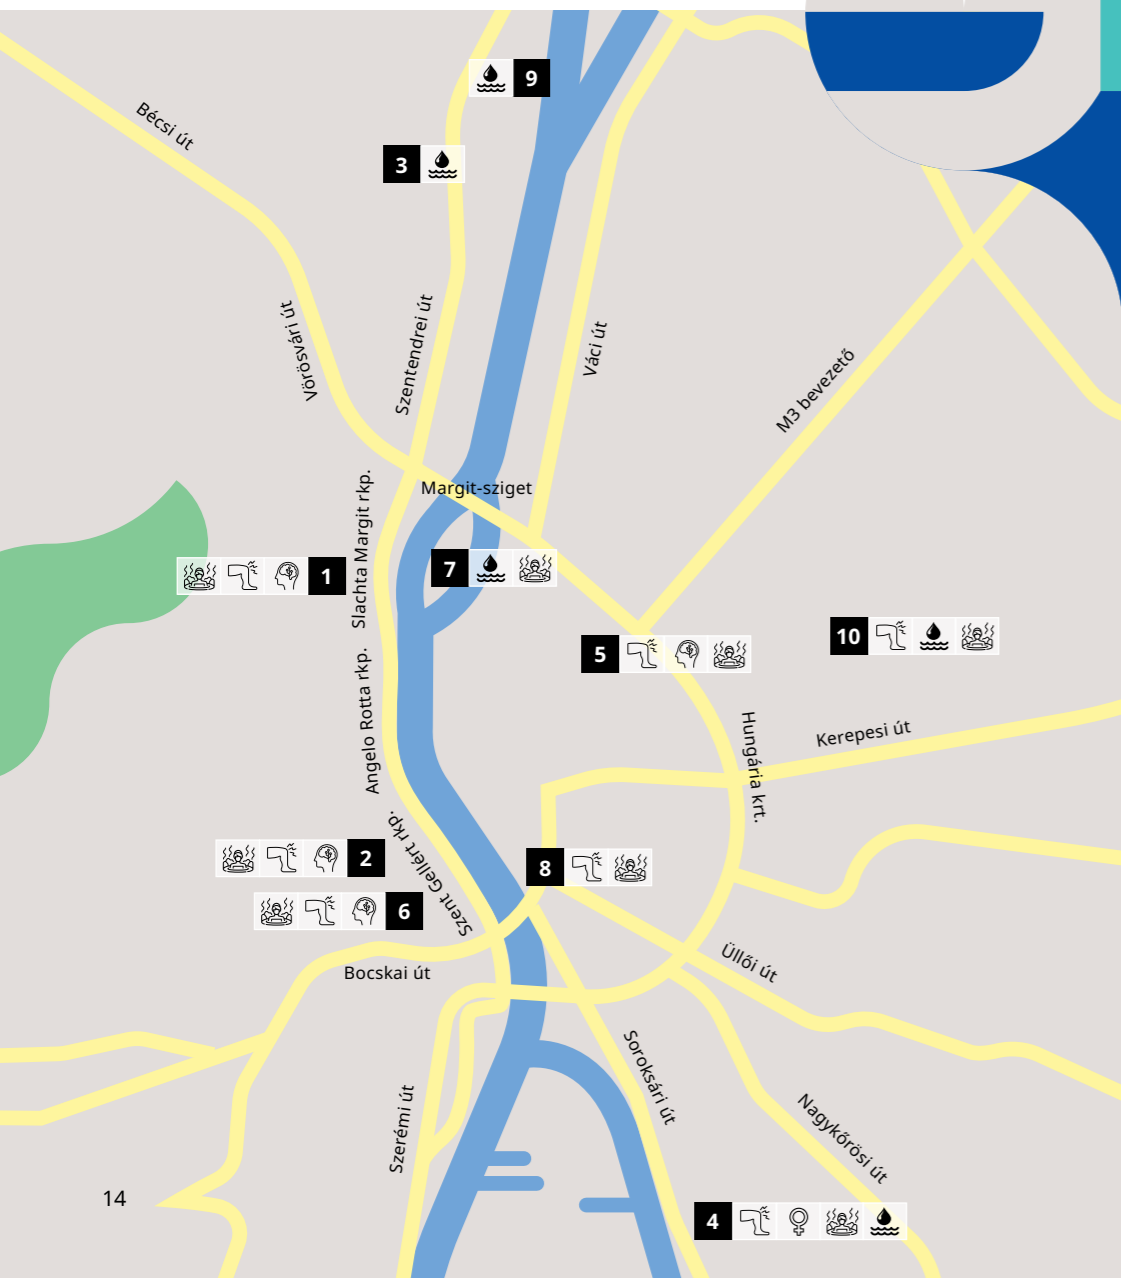 9
Bécsi út
3
Vörösvári út
Szentendrei út
Váci út
M3 bevezető
Margit-sziget
Slachta Margit rkp.
7
1
10
5
Angelo Rotta rkp.
Hungária krt.
Kerepesi út
Szent Gellért rkp.
2
8
6
Bocskai út
Üllői út
Soroksári út
Szerémi út
Nagykőrösi út
14
4